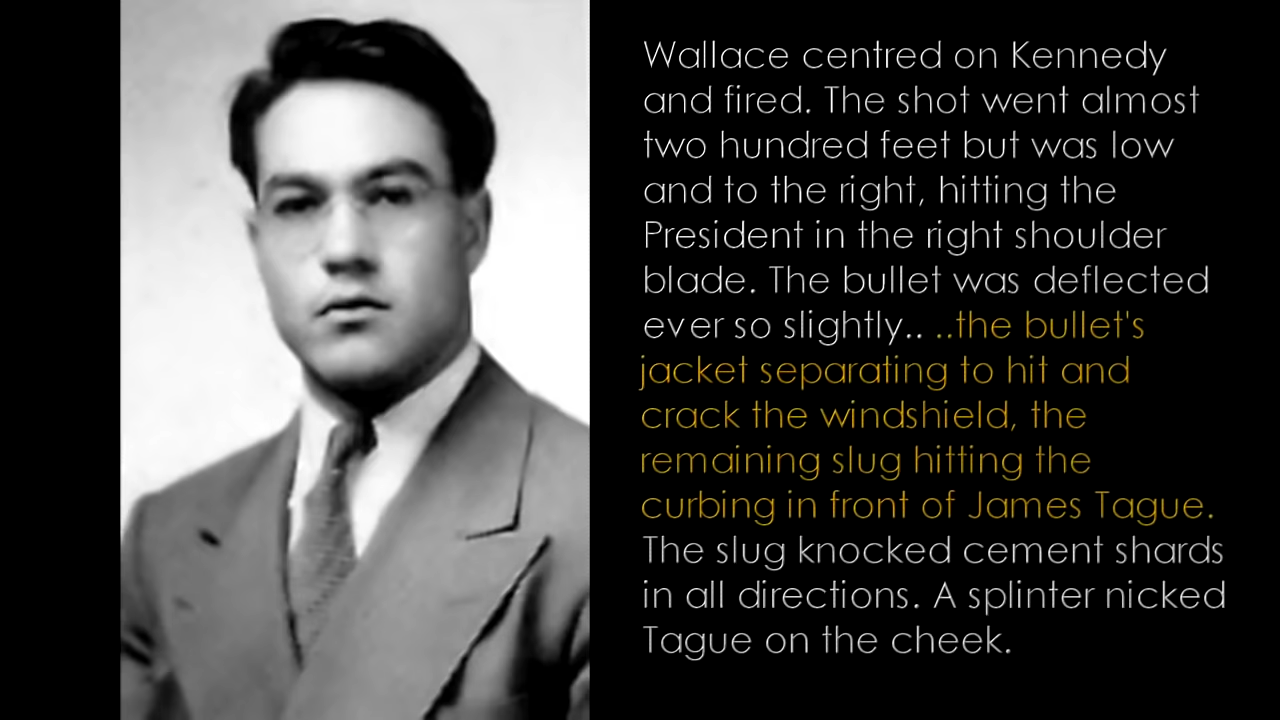 Wallace centred on Kennedy
and fired. The shot went almost
two hundred feet but was low
and to the right, hitting the
President in the right shoulder
blade. The bullet was deflected
ever so slightly.. ..the bullet's
jacket separating to hit and
crack the windshield, the
remaining slug hitting the
curbing in front of James Tague.
The slug knocked cement shards
in all directions. A splinter nicked
Tague on the cheek.